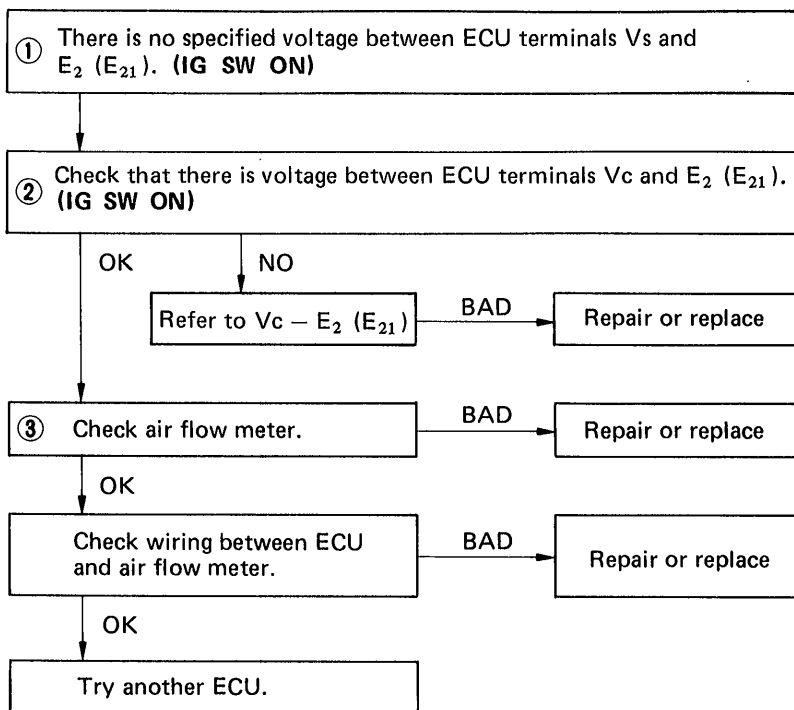 ① There is no specified voltage between ECU terminals Vs and
E₂ (E₂₁). (IG SW ON)
② Check that there is voltage between ECU terminals Vc and E₂ (E₂₁).
(IG SW ON)
OK
NO
Refer to Vc – E₂ (E₂₁)
BAD
Repair or replace
③ Check air flow meter.
BAD
Repair or replace
OK
Check wiring between ECU
and air flow meter.
BAD
Repair or replace
OK
Try another ECU.